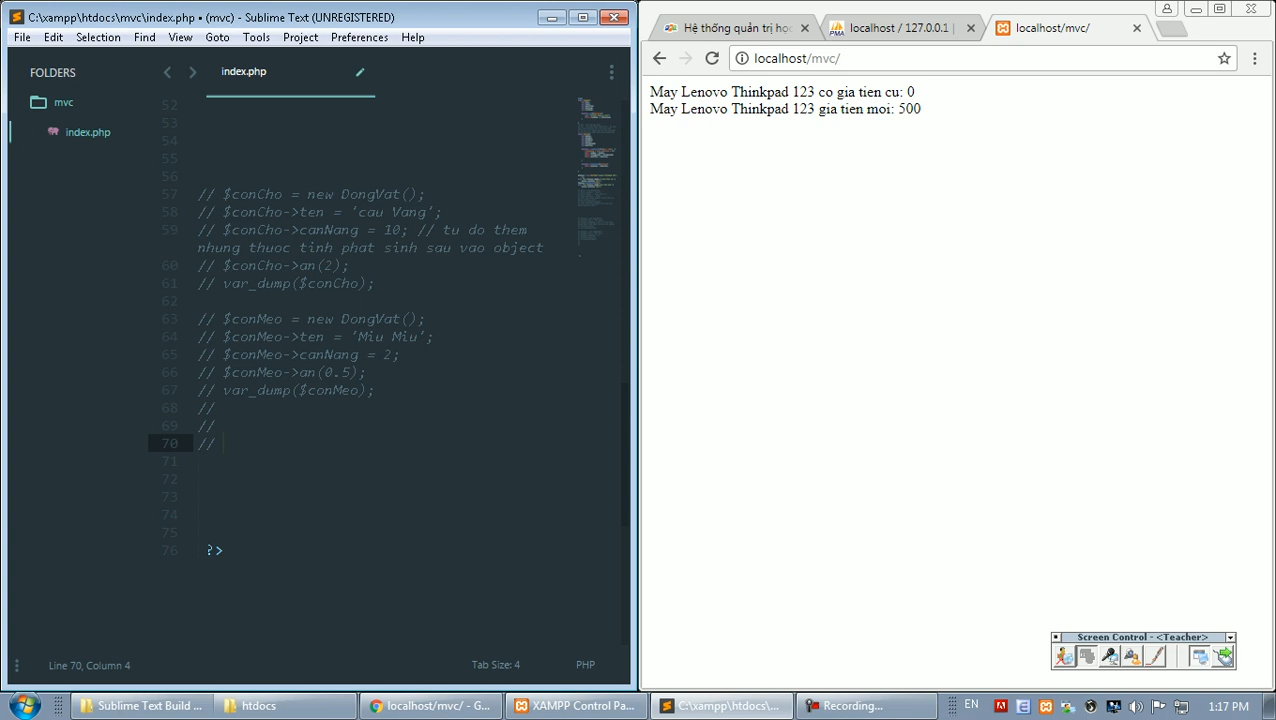 C:\xampp\htdocs\mvc\index.php • (mvc) - Sublime Text (UNREGISTERED)
File Edit Selection Find View Goto Tools Project Preferences Help
FOLDERS
mvc
index.php
index.php
52
53
54
55
56
57 // $conCho = new DongVat();
58 // $conCho->ten = 'cau Vang';
59 // $conCho->canNang = 10; // tu do them
nhung thuoc tinh phat sinh sau vao object
60 // $conCho->an(2);
61 // var_dump($conCho);
62
63 // $conMeo = new DongVat();
64 // $conMeo->ten = 'Miu Miu';
65 // $conMeo->canNang = 2;
66 // $conMeo->an(0.5);
67 // var_dump($conMeo);
68 //
69 //
70 //
71
72
73
74
75
76 ?>
Line 70, Column 4 Tab Size: 4 PHP
Hệ thống quản trị học
PMA localhost / 127.0.0.1 |
localhost/mvc/
localhost/mvc/
May Lenovo Thinkpad 123 co gia tien cu: 0
May Lenovo Thinkpad 123 gia tien moi: 500
Screen Control - <Teacher>
Sublime Text Build ...
htdocs
localhost/mvc/ - G...
XAMPP Control Pa...
C:\xampp\htdocs\...
Recording...
EN
1:17 PM